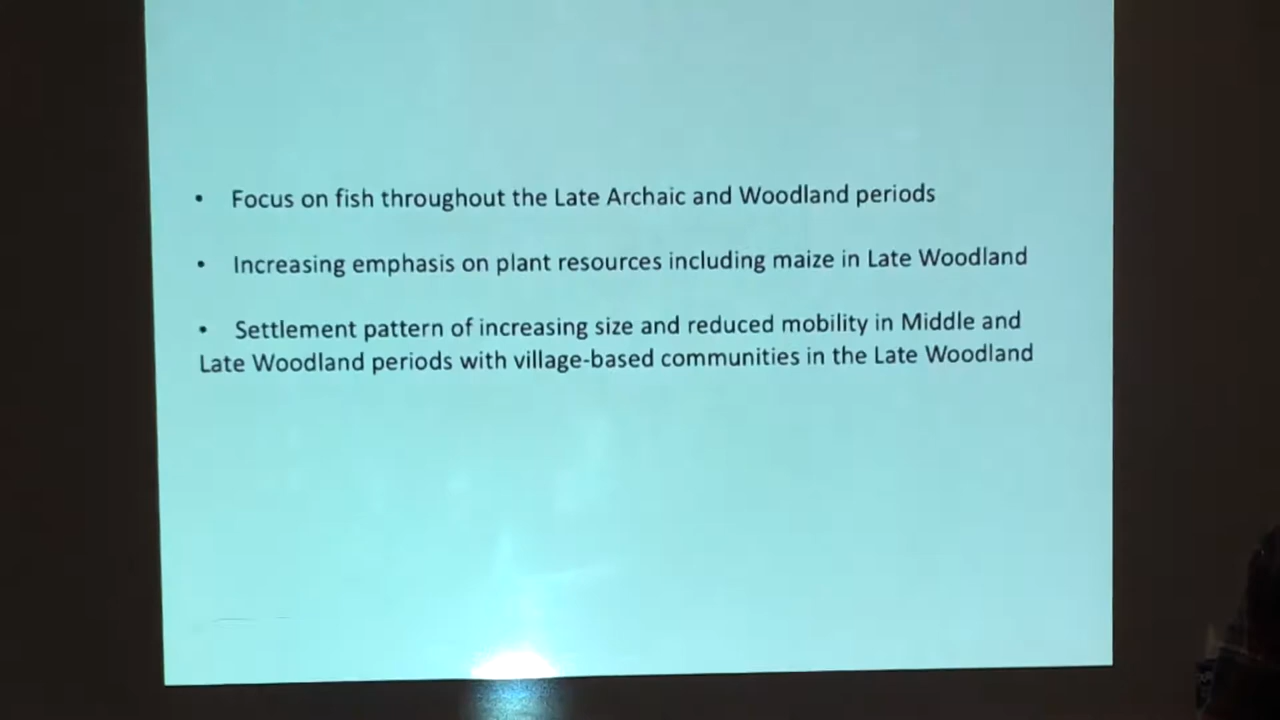 • Focus on fish throughout the Late Archaic and Woodland periods
• Increasing emphasis on plant resources including maize in Late Woodland
• Settlement pattern of increasing size and reduced mobility in Middle and
Late Woodland periods with village-based communities in the Late Woodland